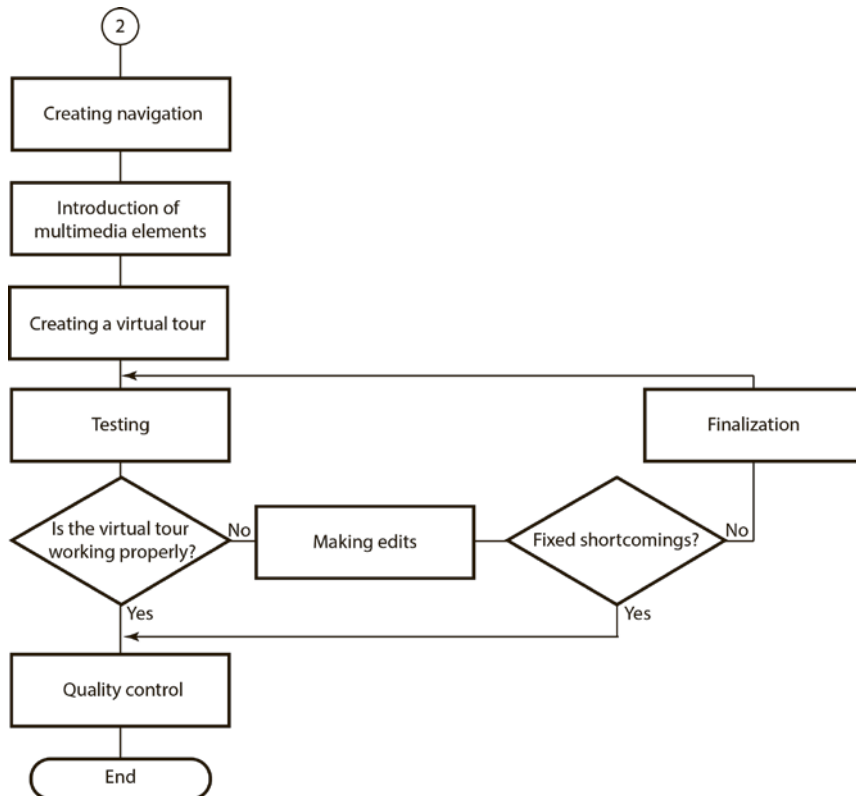 2
Creating navigation
Introduction of
multimedia elements
Creating a virtual tour
Testing
Finalization
Is the virtual tour
working properly?
No
Making edits
Fixed shortcomings?
No
Yes
Yes
Quality control
End